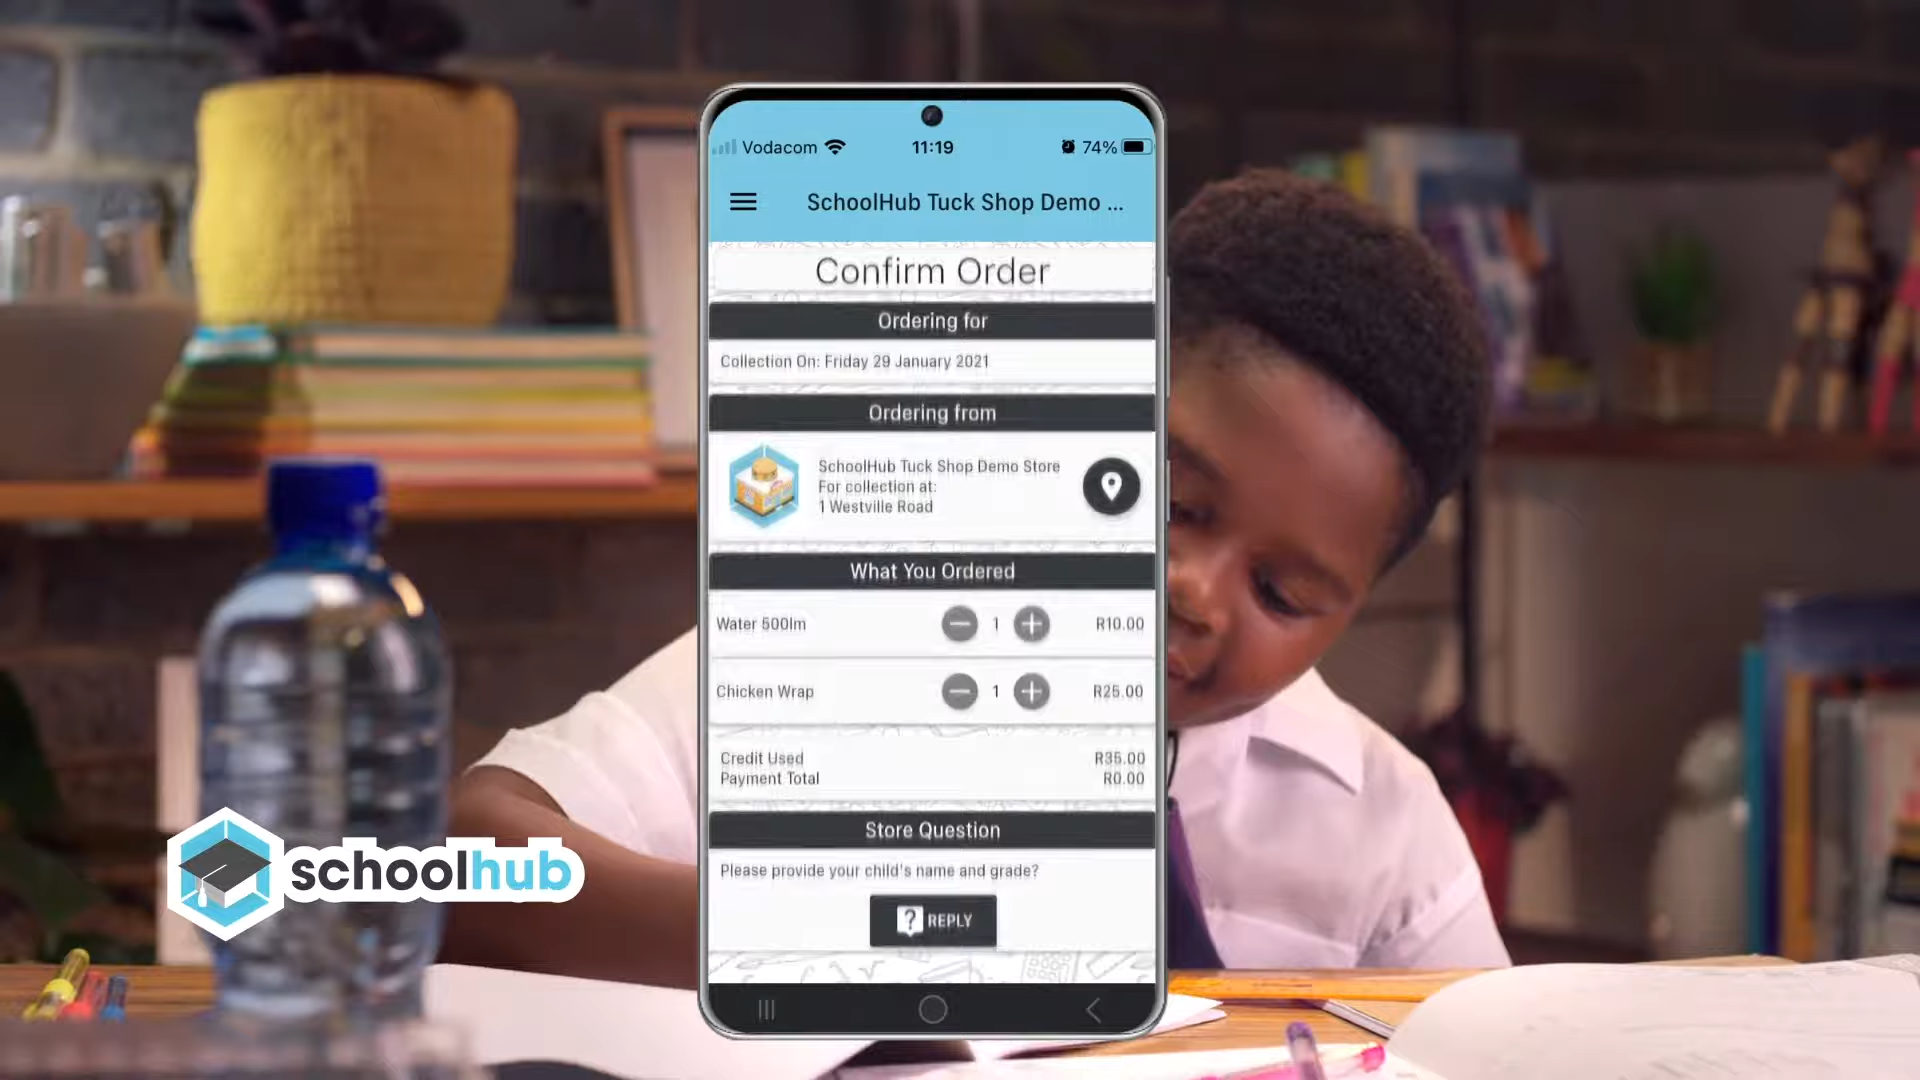 Vodacom 11:19 74%
SchoolHub Tuck Shop Demo ...
Confirm Order
Ordering for
Collection On: Friday 29 January 2021
Ordering from
SchoolHub Tuck Shop Demo Store
For collection at:
1 Westville Road
What You Ordered
Water 500lm 1 R10.00
Chicken Wrap 1 R25.00
Credit Used R35.00
Payment Total R0.00
Store Question
Please provide your child's name and grade?
? REPLY
schoolhub